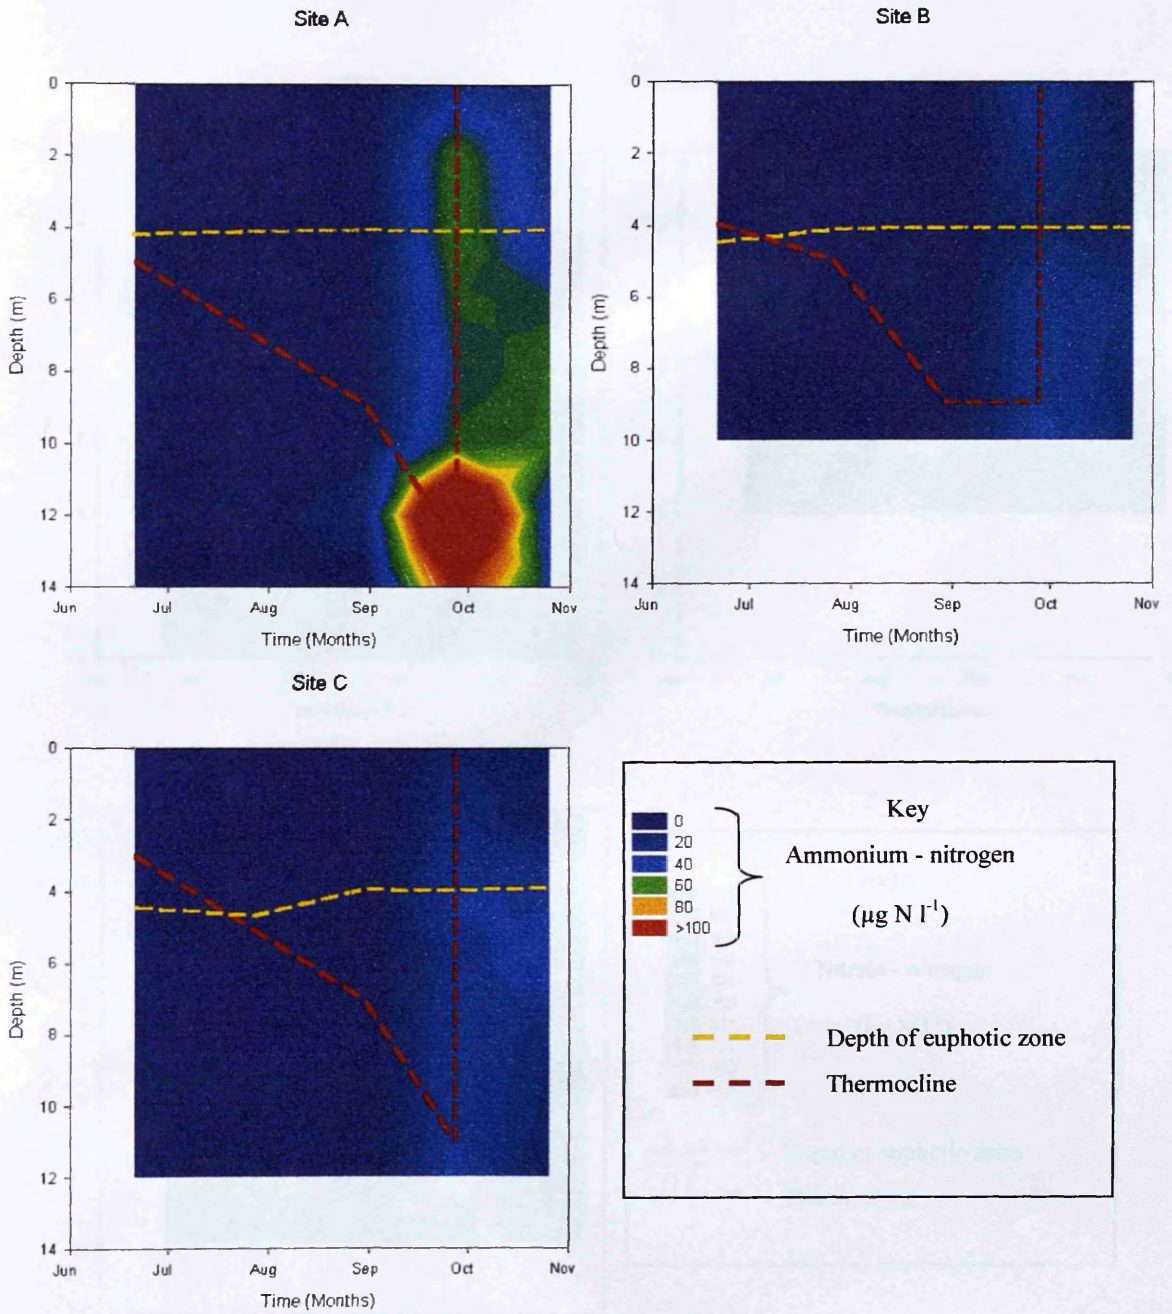 Site A
0
2
4
6
8
10
12
14
Depth (m)
Jun Jul Aug Sep Oct Nov
Time (Months)
Site B
0
2
4
6
8
10
12
14
Depth (m)
Jun Jul Aug Sep Oct Nov
Time (Months)
Site C
0
2
4
6
8
10
12
14
Depth (m)
Jun Jul Aug Sep Oct Nov
Time (Months)
Key
0
20
40
60
80
>100
Ammonium - nitrogen
(µg N l⁻¹)
Depth of euphotic zone
Thermocline